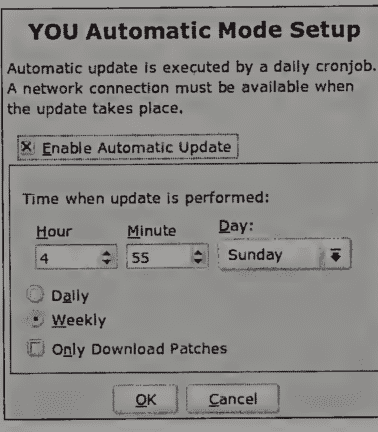 YOU Automatic Mode Setup
Automatic update is executed by a daily cronjob.
A network connection must be available when
the update takes place.
Enable Automatic Update
Time when update is performed:
Hour Minute Day:
4 55 Sunday
Daily
Weekly
Only Download Patches
OK Cancel